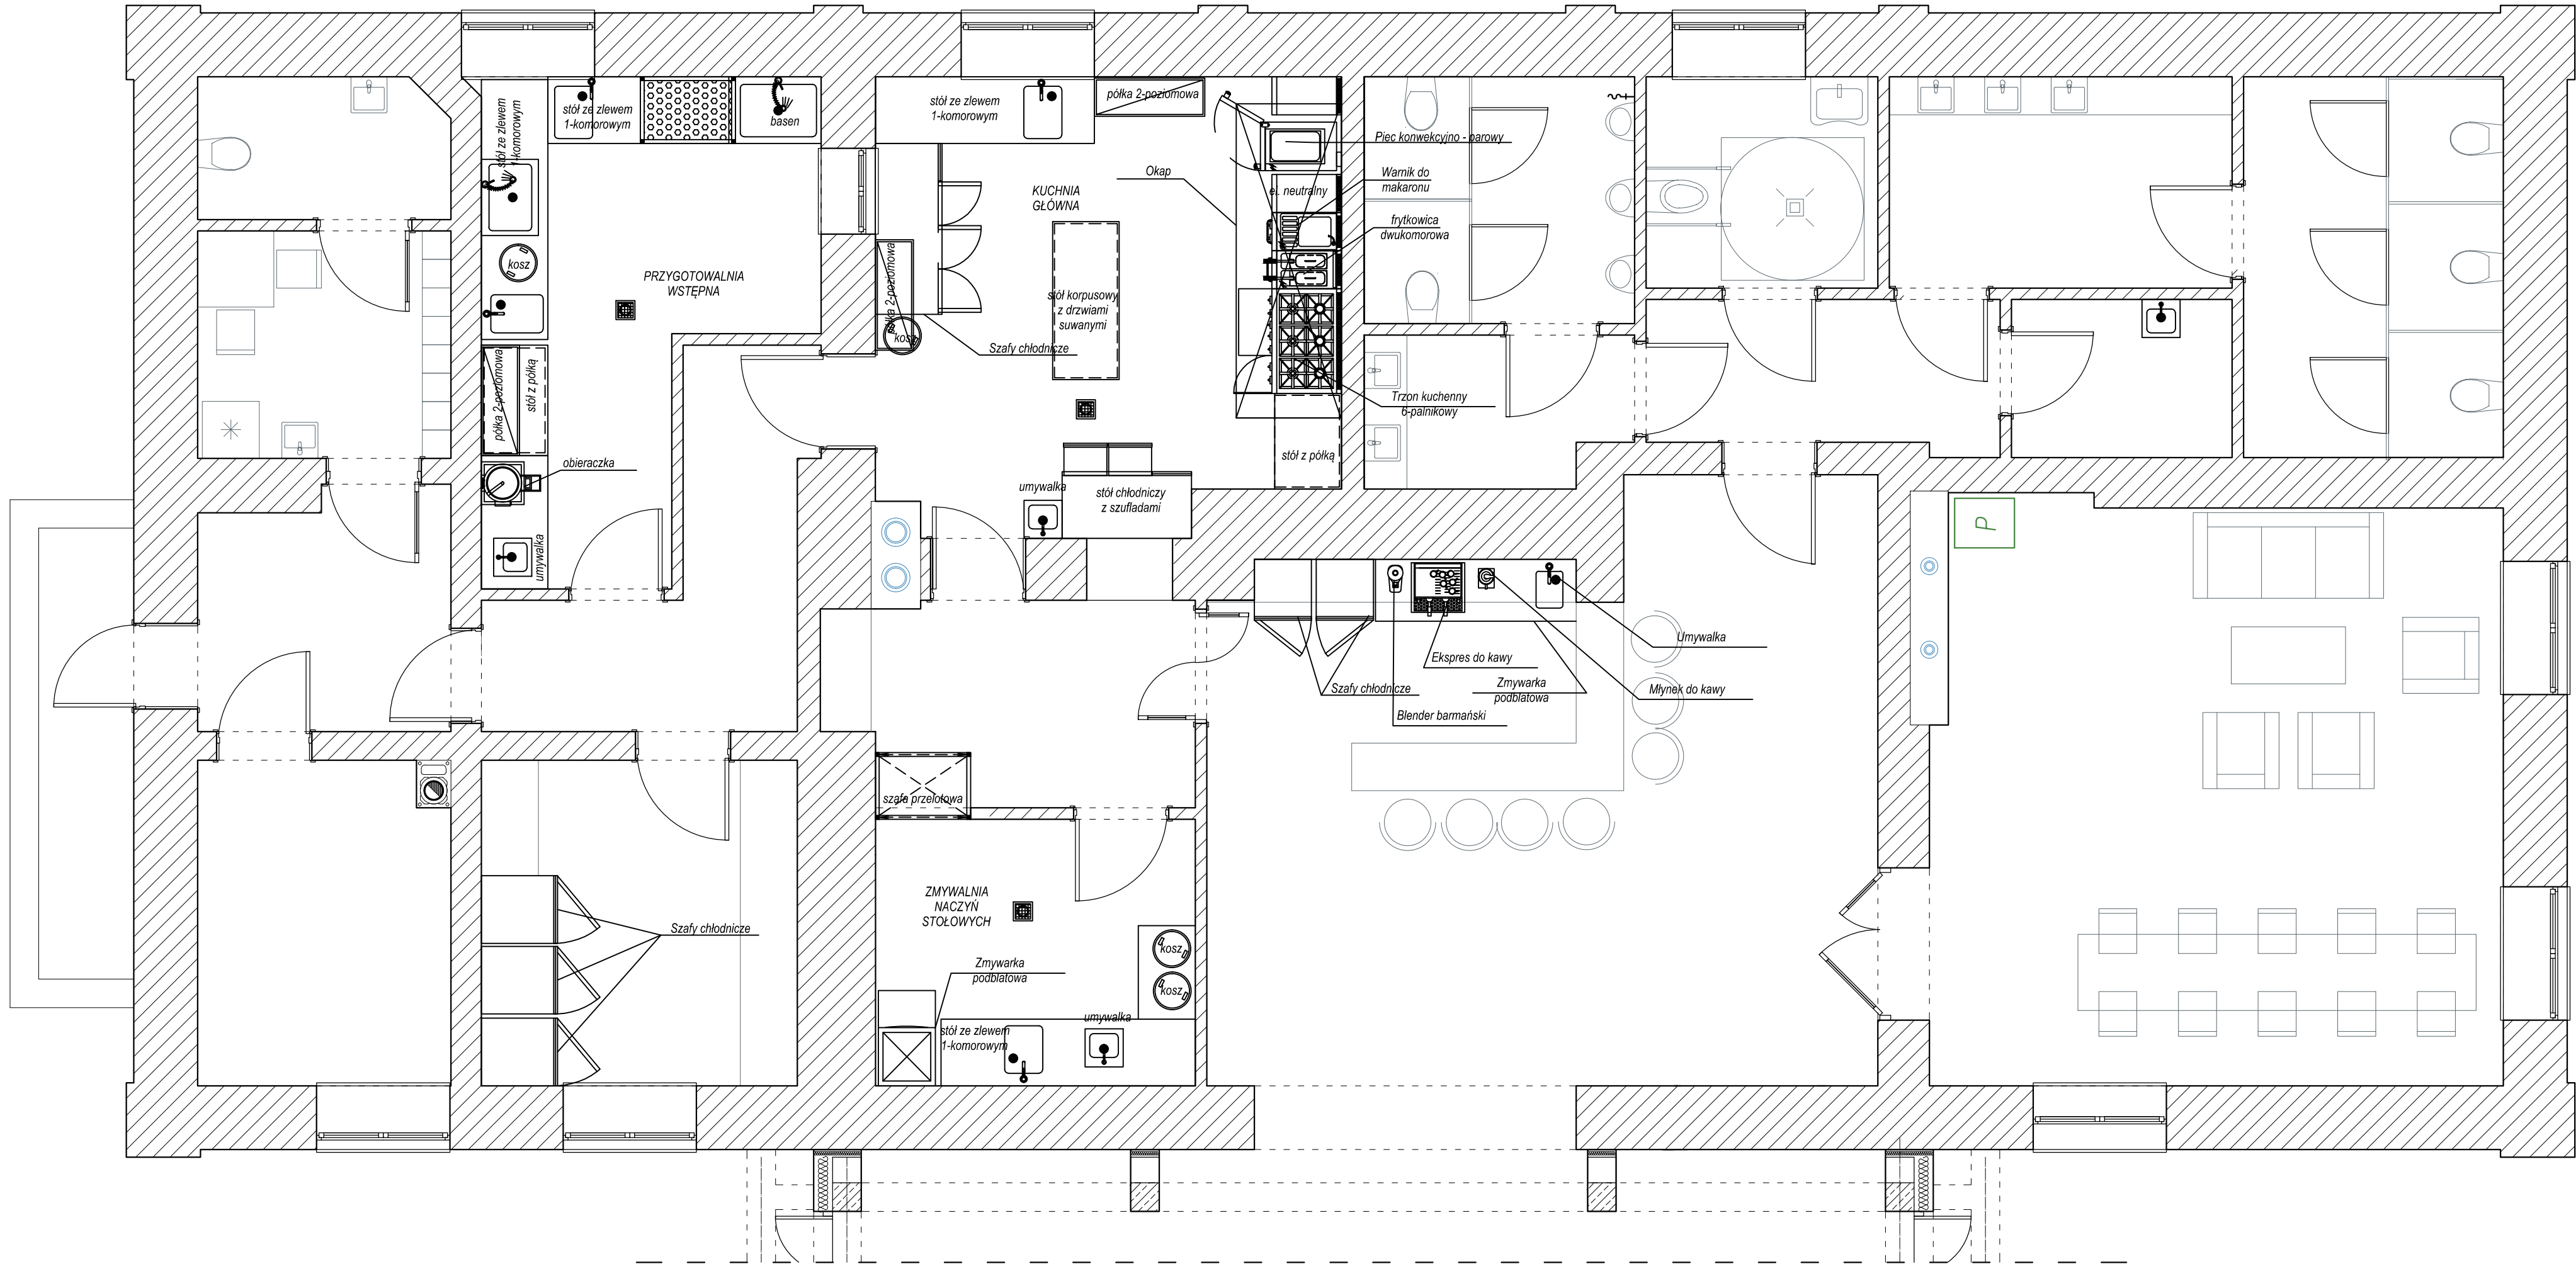 stół ze zlewem
1-komorowym
stół ze zlewem
1-komorowym
basen
kosz
PRZYGOTOWALNIA
WSTĘPNA
półka 2-poziomowa
stół z półką
obieraczka
umywalka
stół ze zlewem
1-komorowym
półka 2-poziomowa
KUCHNIA
GŁÓWNA
Okap
Piec konwekcyjno - parowy
el. neutralny
Warnik do
makaronu
frytkowica
dwukomorowa
półka 2-poziomowa
kosz
stół korpusowy
z drzwiami
suwanymi
Szafy chłodnicze
Trzon kuchenny
6-palnikowy
stół z półką
umywalka
stół chłodniczy
z szufladami
P
Umywalka
Ekspres do kawy
Szafy chłodnicze
Zmywarka
podblatowa
Młynek do kawy
Blender barmański
szafa przelotowa
ZMYWALNIA
NACZYŃ
STOŁOWYCH
Szafy chłodnicze
Zmywarka
podblatowa
kosz
kosz
stół ze zlewem
1-komorowym
umywalka